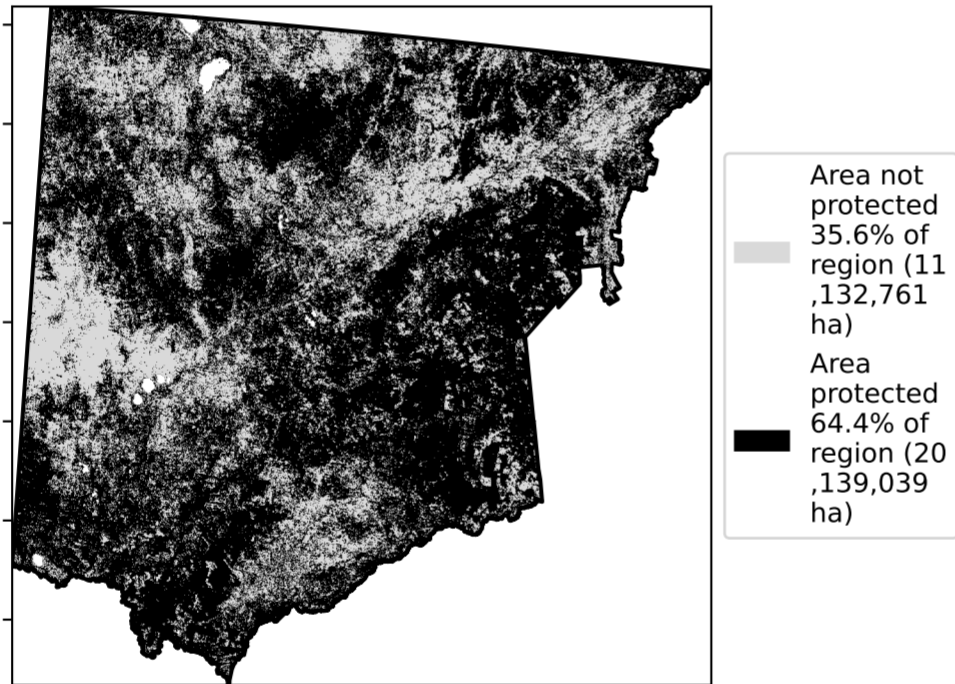 Area not
protected
35.6% of
region (11
,132,761
ha)
Area
protected
64.4% of
region (20
,139,039
ha)